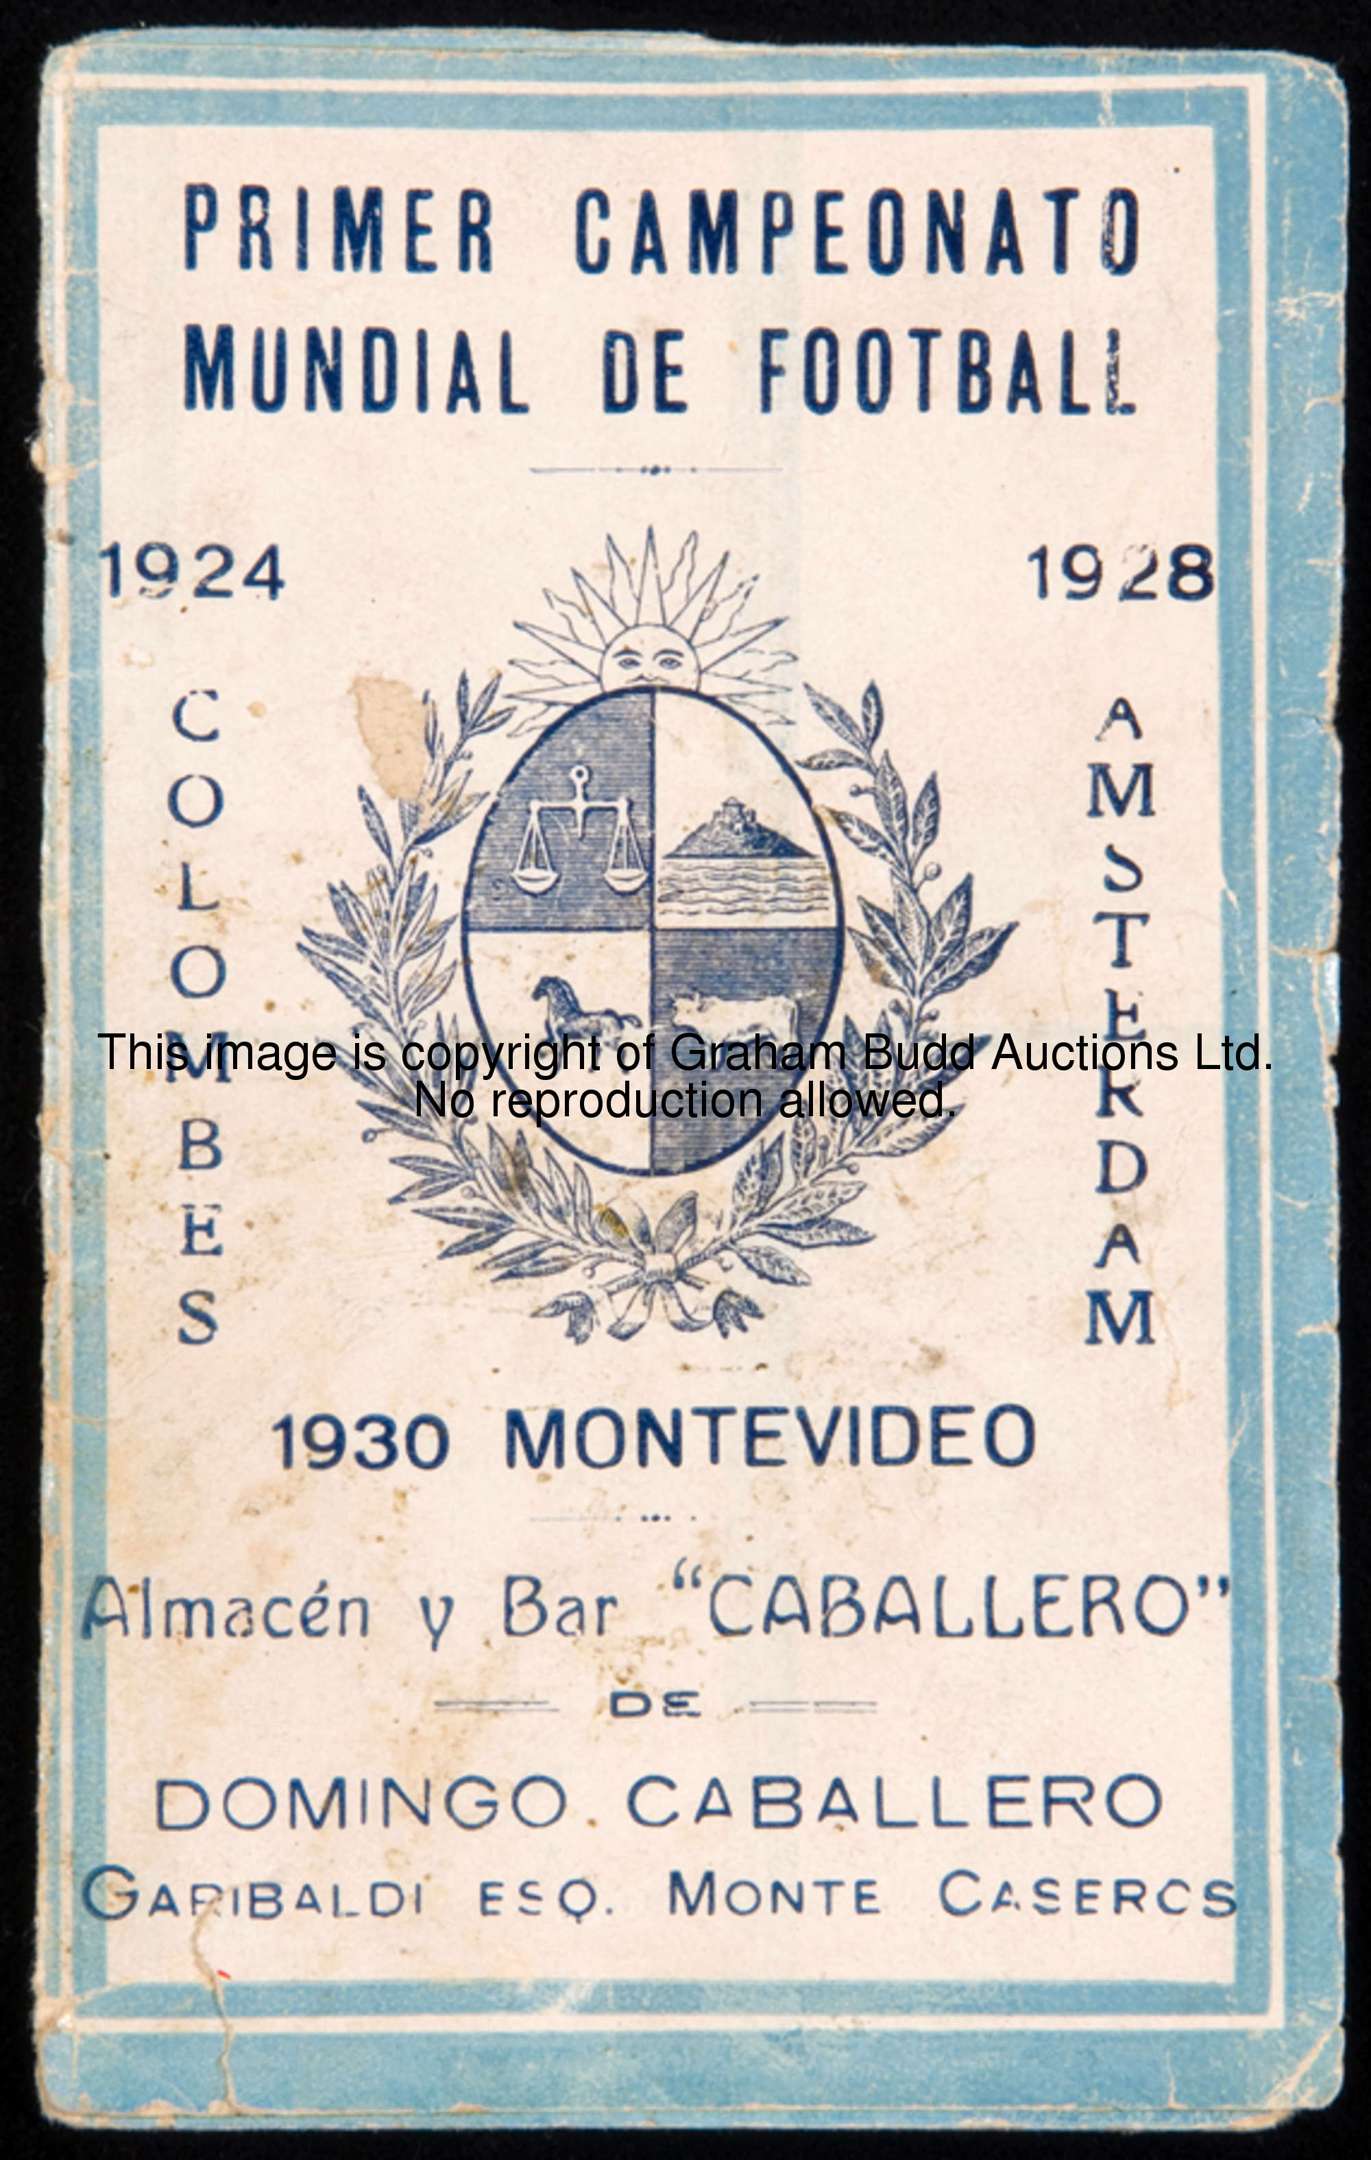 PRIMER CAMPEONATO
MUNDIAL DE FOOTBALL
1924
1928
COLOMBES
AMSTERDAM
This image is copyright of Graham Budd Auctions Ltd.
No reproduction allowed.
1930 MONTEVIDEO
Almacén y Bar “CABALLERO”
DE
DOMINGO CABALLERO
GARIBALDI ESQ. MONTE CASEROS